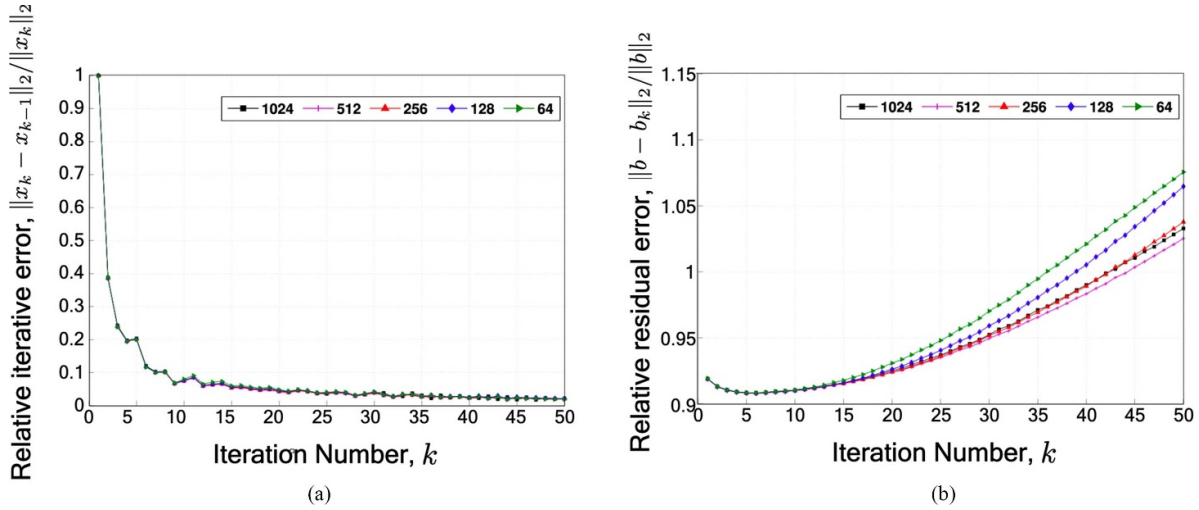 Relative iterative error, ‖x_k − x_{k−1}‖₂/‖x_k‖₂
1
0.9
0.8
0.7
0.6
0.5
0.4
0.3
0.2
0.1
0
1024 512 256 128 64
0 5 10 15 20 25 30 35 40 45 50
Iteration Number, k
(a)
Relative residual error, ‖b − b_k‖₂/‖b‖₂
1.15
1.1
1.05
1
0.95
0.9
1024 512 256 128 64
0 5 10 15 20 25 30 35 40 45 50
Iteration Number, k
(b)